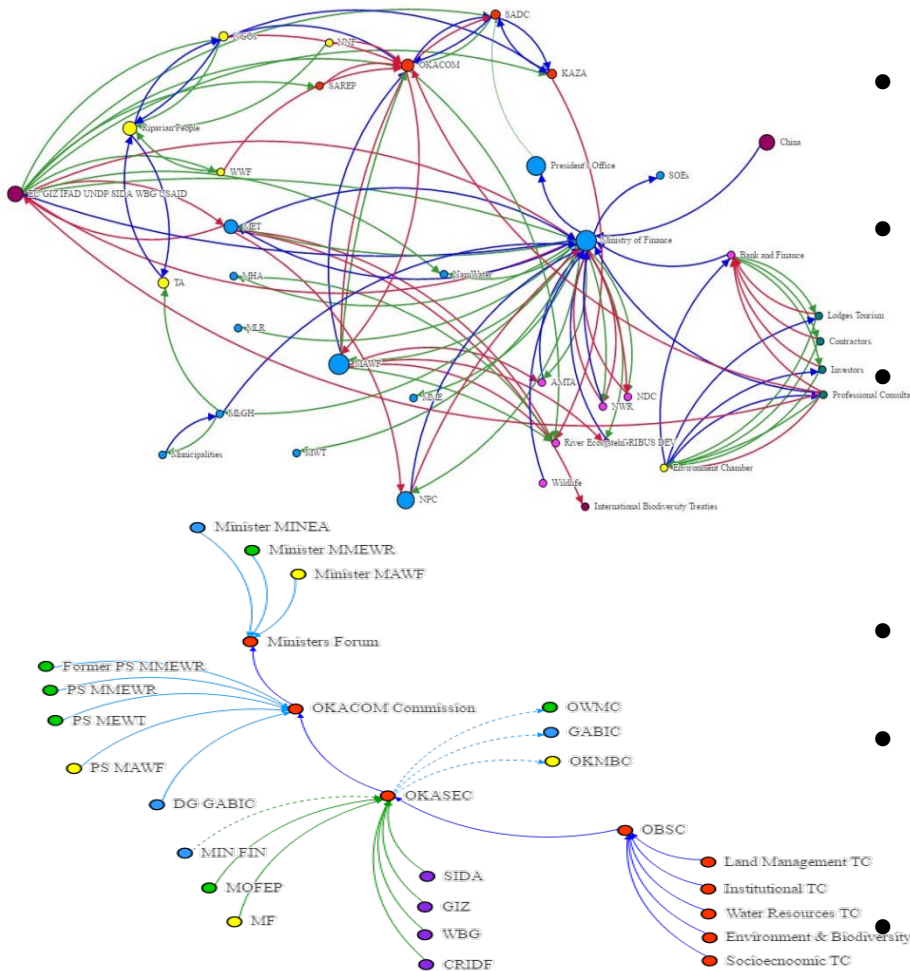 SADC
NGOs
NNF
OKACOM
KAZA
SAREP
Riparian People
China
President's Office
WWF
SOEs
EU GIZ IFAD UNDP SIDA WBG USAID
MET
Ministry of Finance
Bank and Finance
MHA
NamWater
TA
Lodges Tourism
MLR
Contractors
MAWF
Investors
AMTA
Professional Consulta
MME
NDC
NWR
MLGH
River Ecosystem
RIBUS DEV
Municipalities
MWT
Environment Chamber
Wildlife
NPC
International Biodiversity Treaties
Minister MINEA
Minister MMEWR
Minister MAWF
Ministers Forum
Former PS MMEWR
PS MMEWR
OKACOM Commission
OWMC
PS MEWT
GABIC
OKMBC
PS MAWF
OKASEC
DG GABIC
OBSC
MIN FIN
Land Management TC
SIDA
MOFEP
Institutional TC
GIZ
Water Resources TC
MF
WBG
Environment & Biodiversity
CRIDF
Socioecnoomic TC